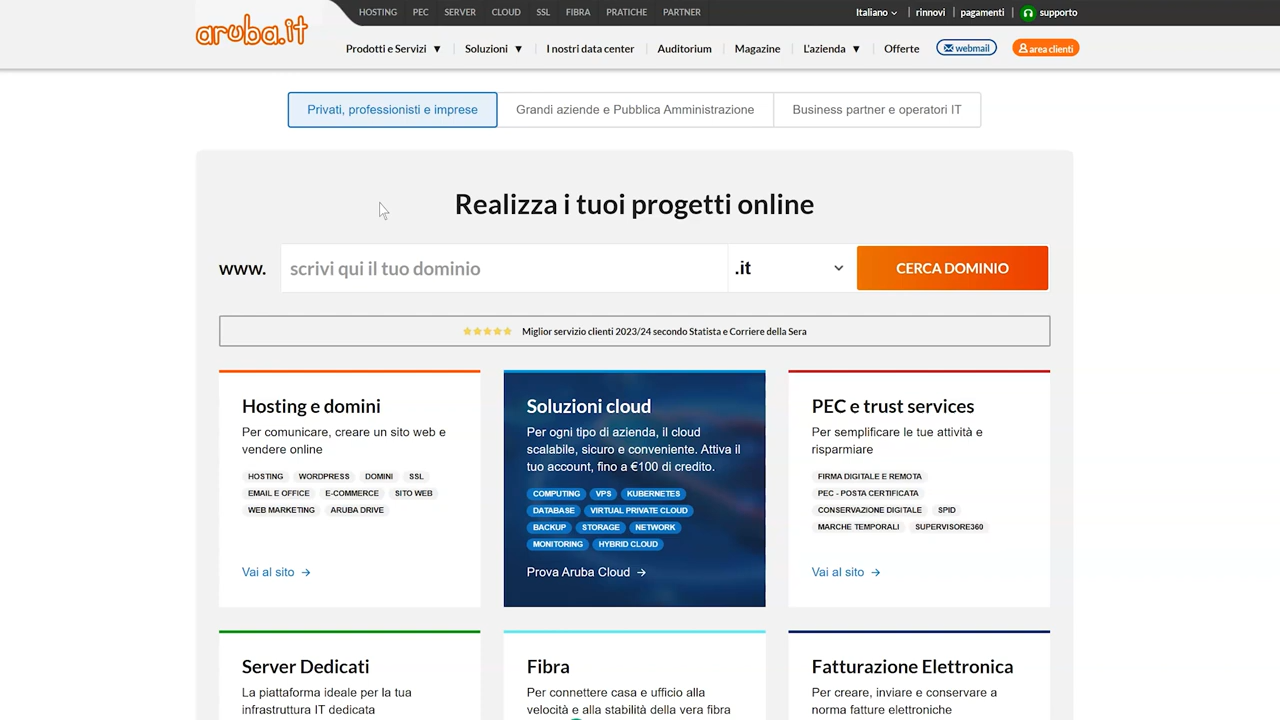 HOSTING PEC SERVER CLOUD SSL FIBRA PRATICHE PARTNER
Italiano | rinnovi | pagamenti | supporto
aruba.it
Prodotti e Servizi ▼ Soluzioni ▼ I nostri data center Auditorium Magazine L'azienda ▼ Offerte webmail area clienti
Privati, professionisti e imprese Grandi aziende e Pubblica Amministrazione Business partner e operatori IT
Realizza i tuoi progetti online
www. scrivi qui il tuo dominio .it CERCA DOMINIO
Miglior servizio clienti 2023/24 secondo Statista e Corriere della Sera
Hosting e domini
Per comunicare, creare un sito web e
vendere online
HOSTING WORDPRESS DOMINI SSL
EMAIL E OFFICE E-COMMERCE SITO WEB
WEB MARKETING ARUBA DRIVE
Vai al sito →
Soluzioni cloud
Per ogni tipo di azienda, il cloud
scalabile, sicuro e conveniente. Attiva il
tuo account, fino a €100 di credito.
COMPUTING VPS KUBERNETES
DATABASE VIRTUAL PRIVATE CLOUD
BACKUP STORAGE NETWORK
MONITORING HYBRID CLOUD
Prova Aruba Cloud →
PEC e trust services
Per semplificare le tue attività e
risparmiare
FIRMA DIGITALE E REMOTA
PEC - POSTA CERTIFICATA
CONSERVAZIONE DIGITALE SPID
MARCHE TEMPORALI SUPERVISORE360
Vai al sito →
Server Dedicati
La piattaforma ideale per la tua
infrastruttura IT dedicata
Fibra
Per connettere casa e ufficio alla
velocità e alla stabilità della vera fibra
Fatturazione Elettronica
Per creare, inviare e conservare a
norma fatture elettroniche